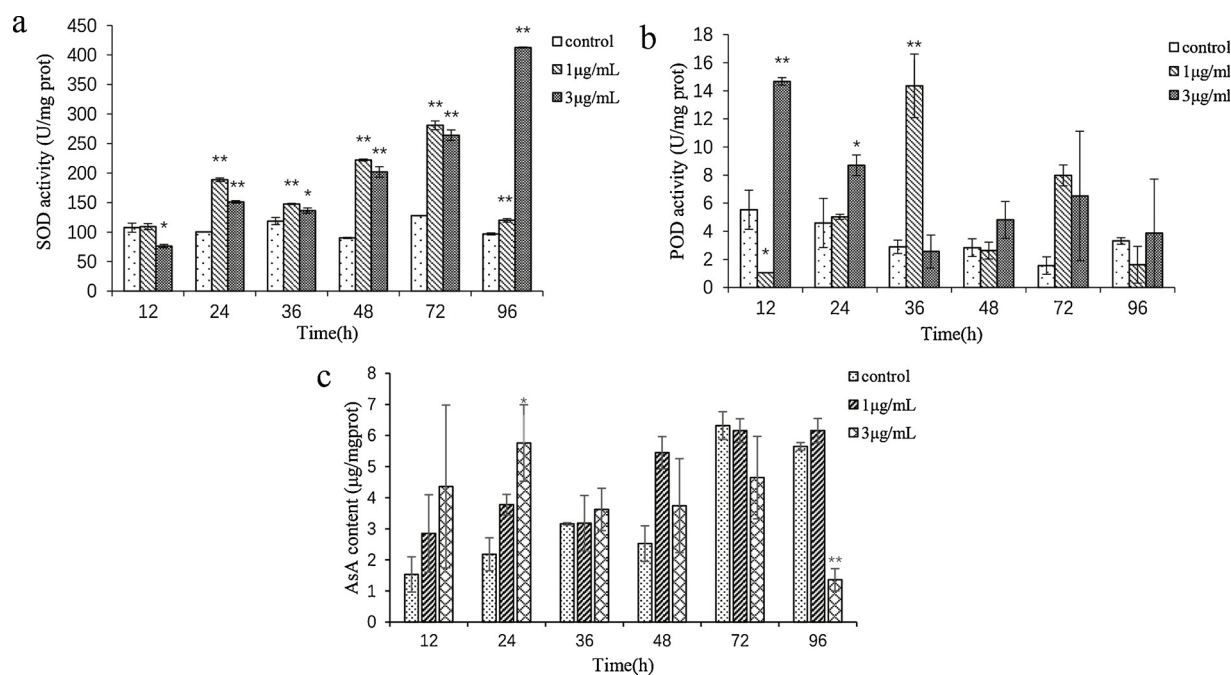 a
SOD activity (U/mg prot)
450
400
350
300
250
200
150
100
50
0
** ** ** * ** ** ** ** ** ** *
12 24 36 48 72 96
Time(h)
control
1μg/mL
3μg/mL
b
POD activity (U/mg prot)
18
16
14
12
10
8
6
4
2
0
* ** * **
12 24 36 48 72 96
Time(h)
control
1μg/ml
3μg/ml
c
AsA content (μg/mgprot)
8
7
6
5
4
3
2
1
0
* **
12 24 36 48 72 96
Time(h)
control
1μg/mL
3μg/mL